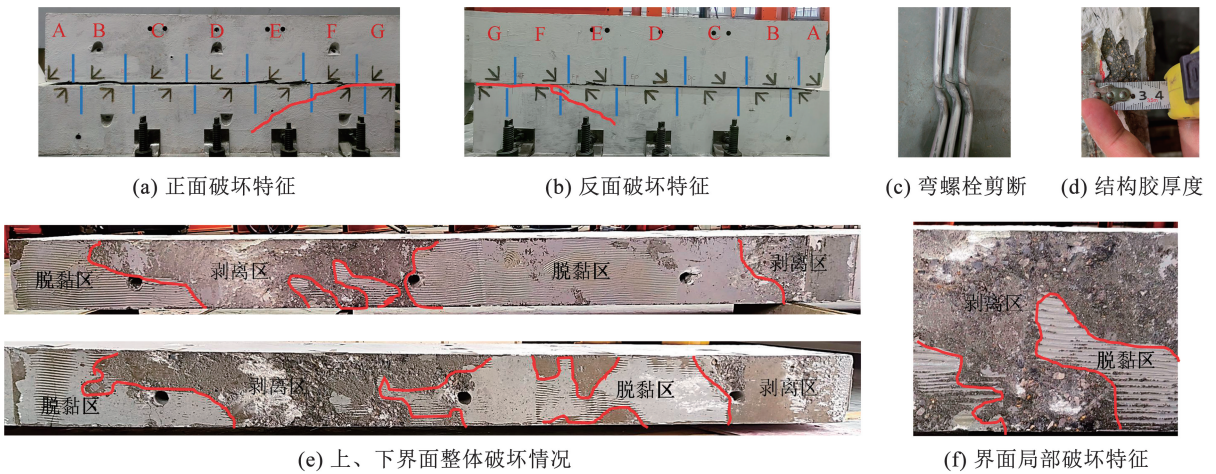 A B C D E F G
G F E D C B A
3 4
(a) 正面破坏特征
(b) 反面破坏特征
(c) 弯螺栓剪断
(d) 结构胶厚度
脱黏区
剥离区
脱黏区
剥离区
脱黏区
剥离区
脱黏区
剥离区
(e) 上、下界面整体破坏情况
剥离区
脱黏区
(f) 界面局部破坏特征